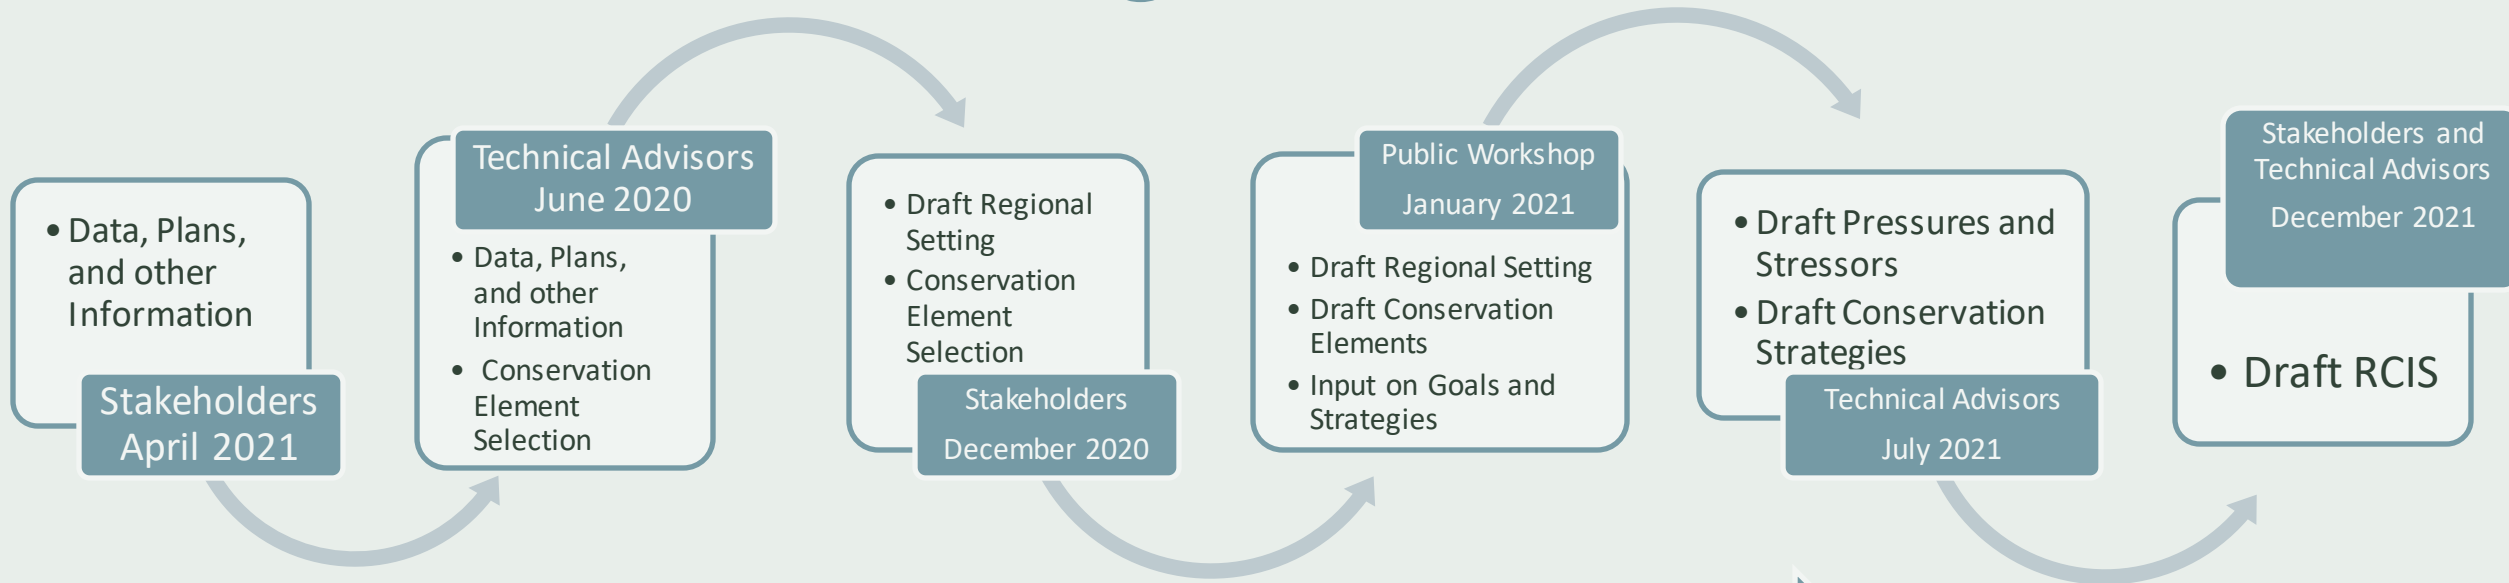 • Data, Plans,
and other
Information
Stakeholders
April 2021
Technical Advisors
June 2020
• Data, Plans,
and other
Information
• Conservation
Element
Selection
• Draft Regional
Setting
• Conservation
Element
Selection
Stakeholders
December 2020
Public Workshop
January 2021
• Draft Regional Setting
• Draft Conservation
Elements
• Input on Goals and
Strategies
• Draft Pressures and
Stressors
• Draft Conservation
Strategies
Technical Advisors
July 2021
Stakeholders and
Technical Advisors
December 2021
• Draft RCIS